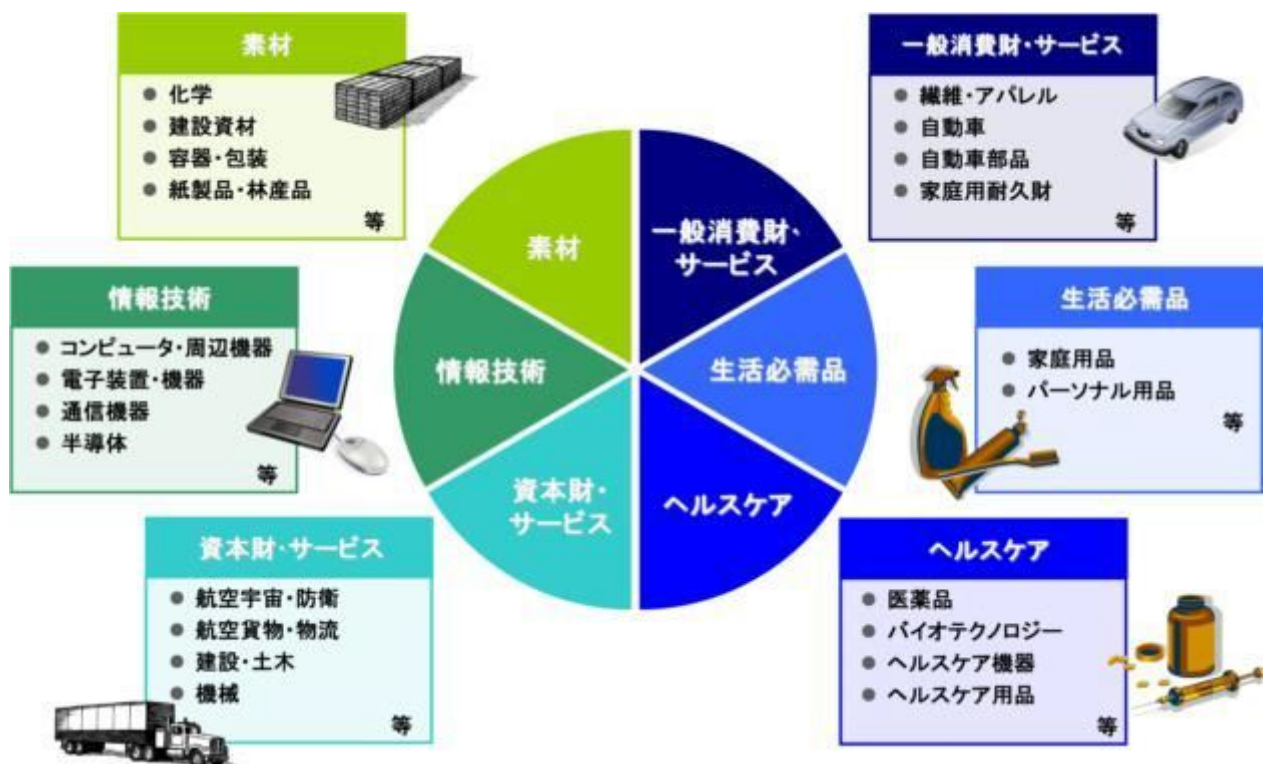 素材
● 化学
● 建設資材
● 容器・包装
● 紙製品・林産品
等
一般消費財・サービス
● 繊維・アパレル
● 自動車
● 自動車部品
● 家庭用耐久財
等
情報技術
● コンピュータ・周辺機器
● 電子装置・機器
● 通信機器
● 半導体
等
素材
一般消費財・
サービス
情報技術
生活必需品
資本財・
サービス
ヘルスケア
生活必需品
● 家庭用品
● パーソナル用品
等
資本財・サービス
● 航空宇宙・防衛
● 航空貨物・物流
● 建設・土木
● 機械
等
ヘルスケア
● 医薬品
● バイオテクノロジー
● ヘルスケア機器
● ヘルスケア用品
等